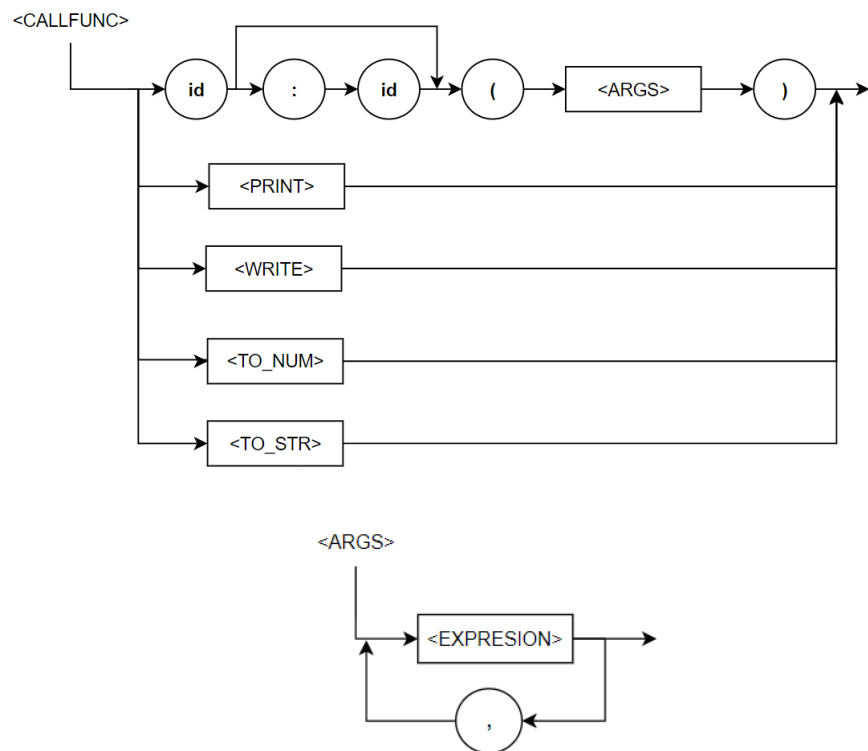 <CALLFUNC>
id : id ( <ARGS> )
<PRINT>
<WRITE>
<TO_NUM>
<TO_STR>
<ARGS>
<EXPRESION>
,